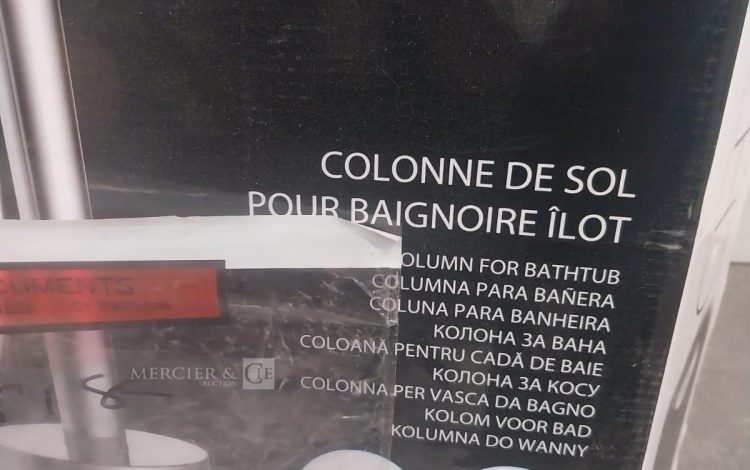 COLONNE DE SOL
POUR BAIGNOIRE ÎLOT
OLUMN FOR BATHTUB
COLUMNA PARA BAÑERA
COLUNA PARA BANHEIRA
КОЛОНА ЗА ВАНА
COLOANĂ PENTRU CADĂ DE BAIE
КОЛОНА ЗА КОСУ
COLONNA PER VASCA DA BAGNO
KOLOM VOOR BAD
KOLUMNA DO WANNY
CUMENTS
MERCIER & CIE
AUCTION